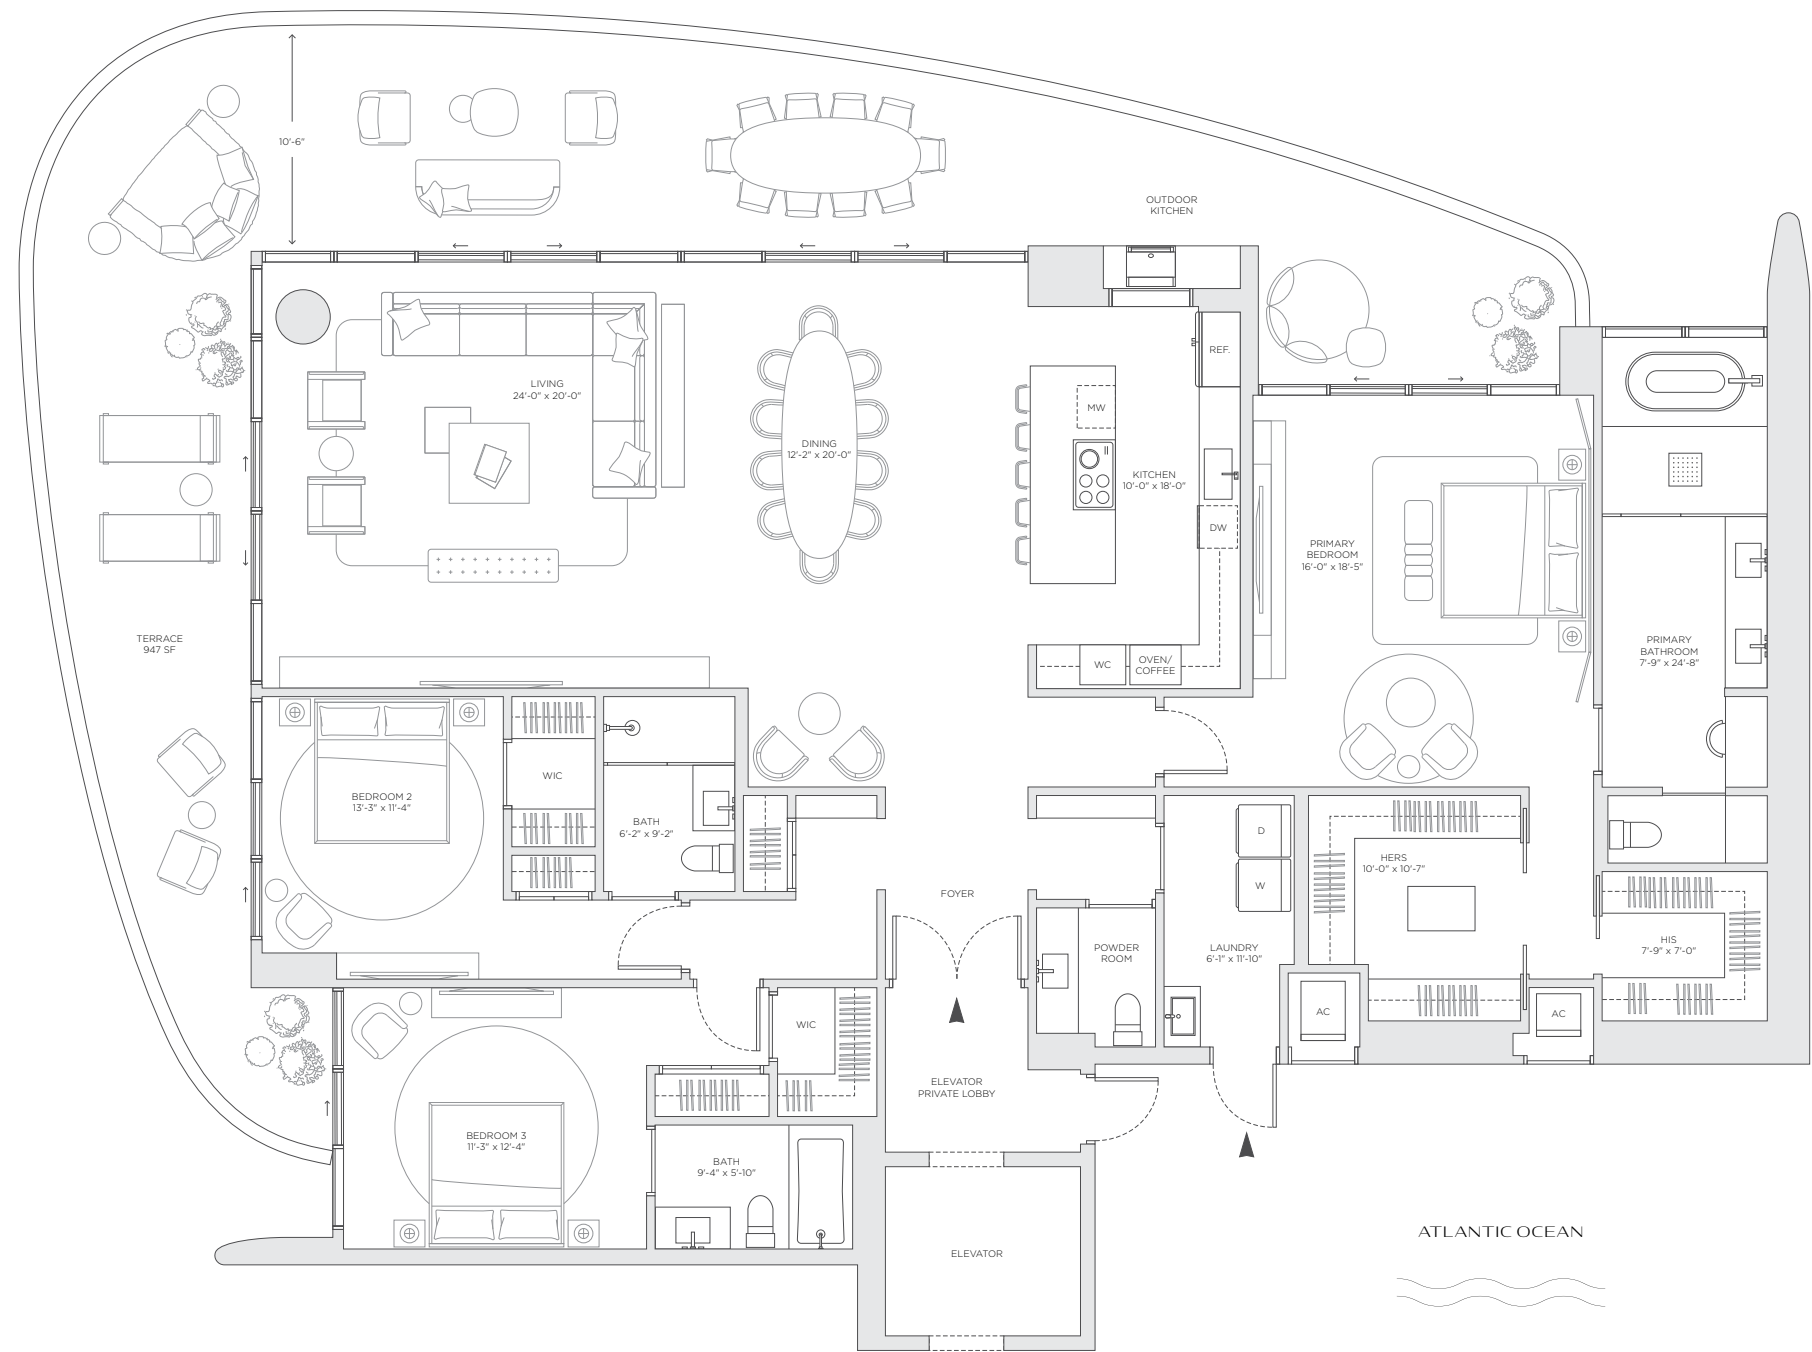 10'-6"
OUTDOOR
KITCHEN
REF.
LIVING
24'-0" x 20'-0"
MW
DINING
12'-2" x 20'-0"
KITCHEN
10'-0" x 18'-0"
DW
PRIMARY
BEDROOM
16'-0" x 18'-5"
TERRACE
947 SF
PRIMARY
BATHROOM
7'-9" x 24'-8"
WC
OVEN/
COFFEE
WIC
BEDROOM 2
13'-3" x 11'-4"
BATH
6'-2" x 9'-2"
D
HERS
10'-0" x 10'-7"
W
FOYER
POWDER
ROOM
LAUNDRY
6'-1" x 11'-10"
HIS
7'-9" x 7'-0"
AC
AC
WIC
ELEVATOR
PRIVATE LOBBY
BEDROOM 3
11'-3" x 12'-4"
BATH
9'-4" x 5'-10"
ATLANTIC OCEAN
ELEVATOR